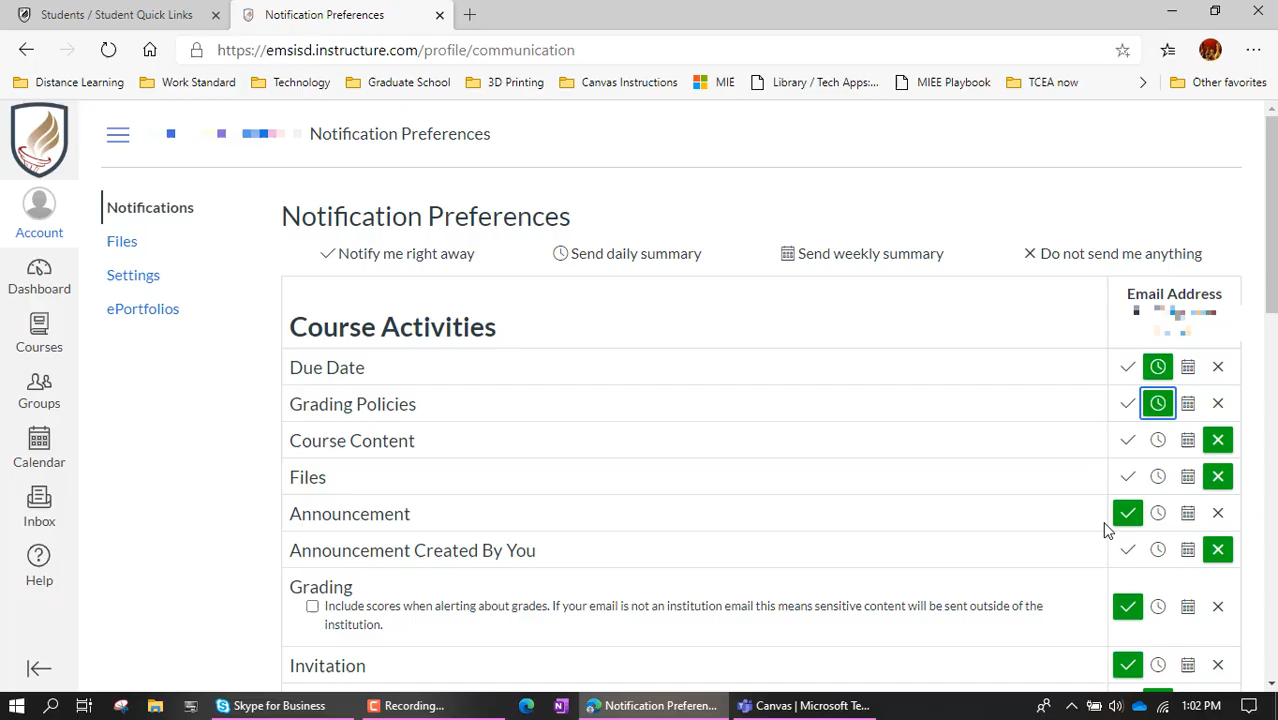 Students / Student Quick Links
Notification Preferences
https://emsisd.instructure.com/profile/communication
Distance Learning
Work Standard
Technology
Graduate School
3D Printing
Canvas Instructions
MIE
Library / Tech Apps:...
MIEE Playbook
TCEA now
Other favorites
Notification Preferences
Account
Dashboard
Courses
Groups
Calendar
Inbox
Help
Notifications
Files
Settings
ePortfolios
Notification Preferences
Notify me right away
Send daily summary
Send weekly summary
Do not send me anything
Course Activities
Email Address
Due Date
Grading Policies
Course Content
Files
Announcement
Announcement Created By You
Grading
Include scores when alerting about grades. If your email is not an institution email this means sensitive content will be sent outside of the
institution.
Invitation
Skype for Business
Recording...
Notification Preferen...
Canvas | Microsoft Te...
1:02 PM